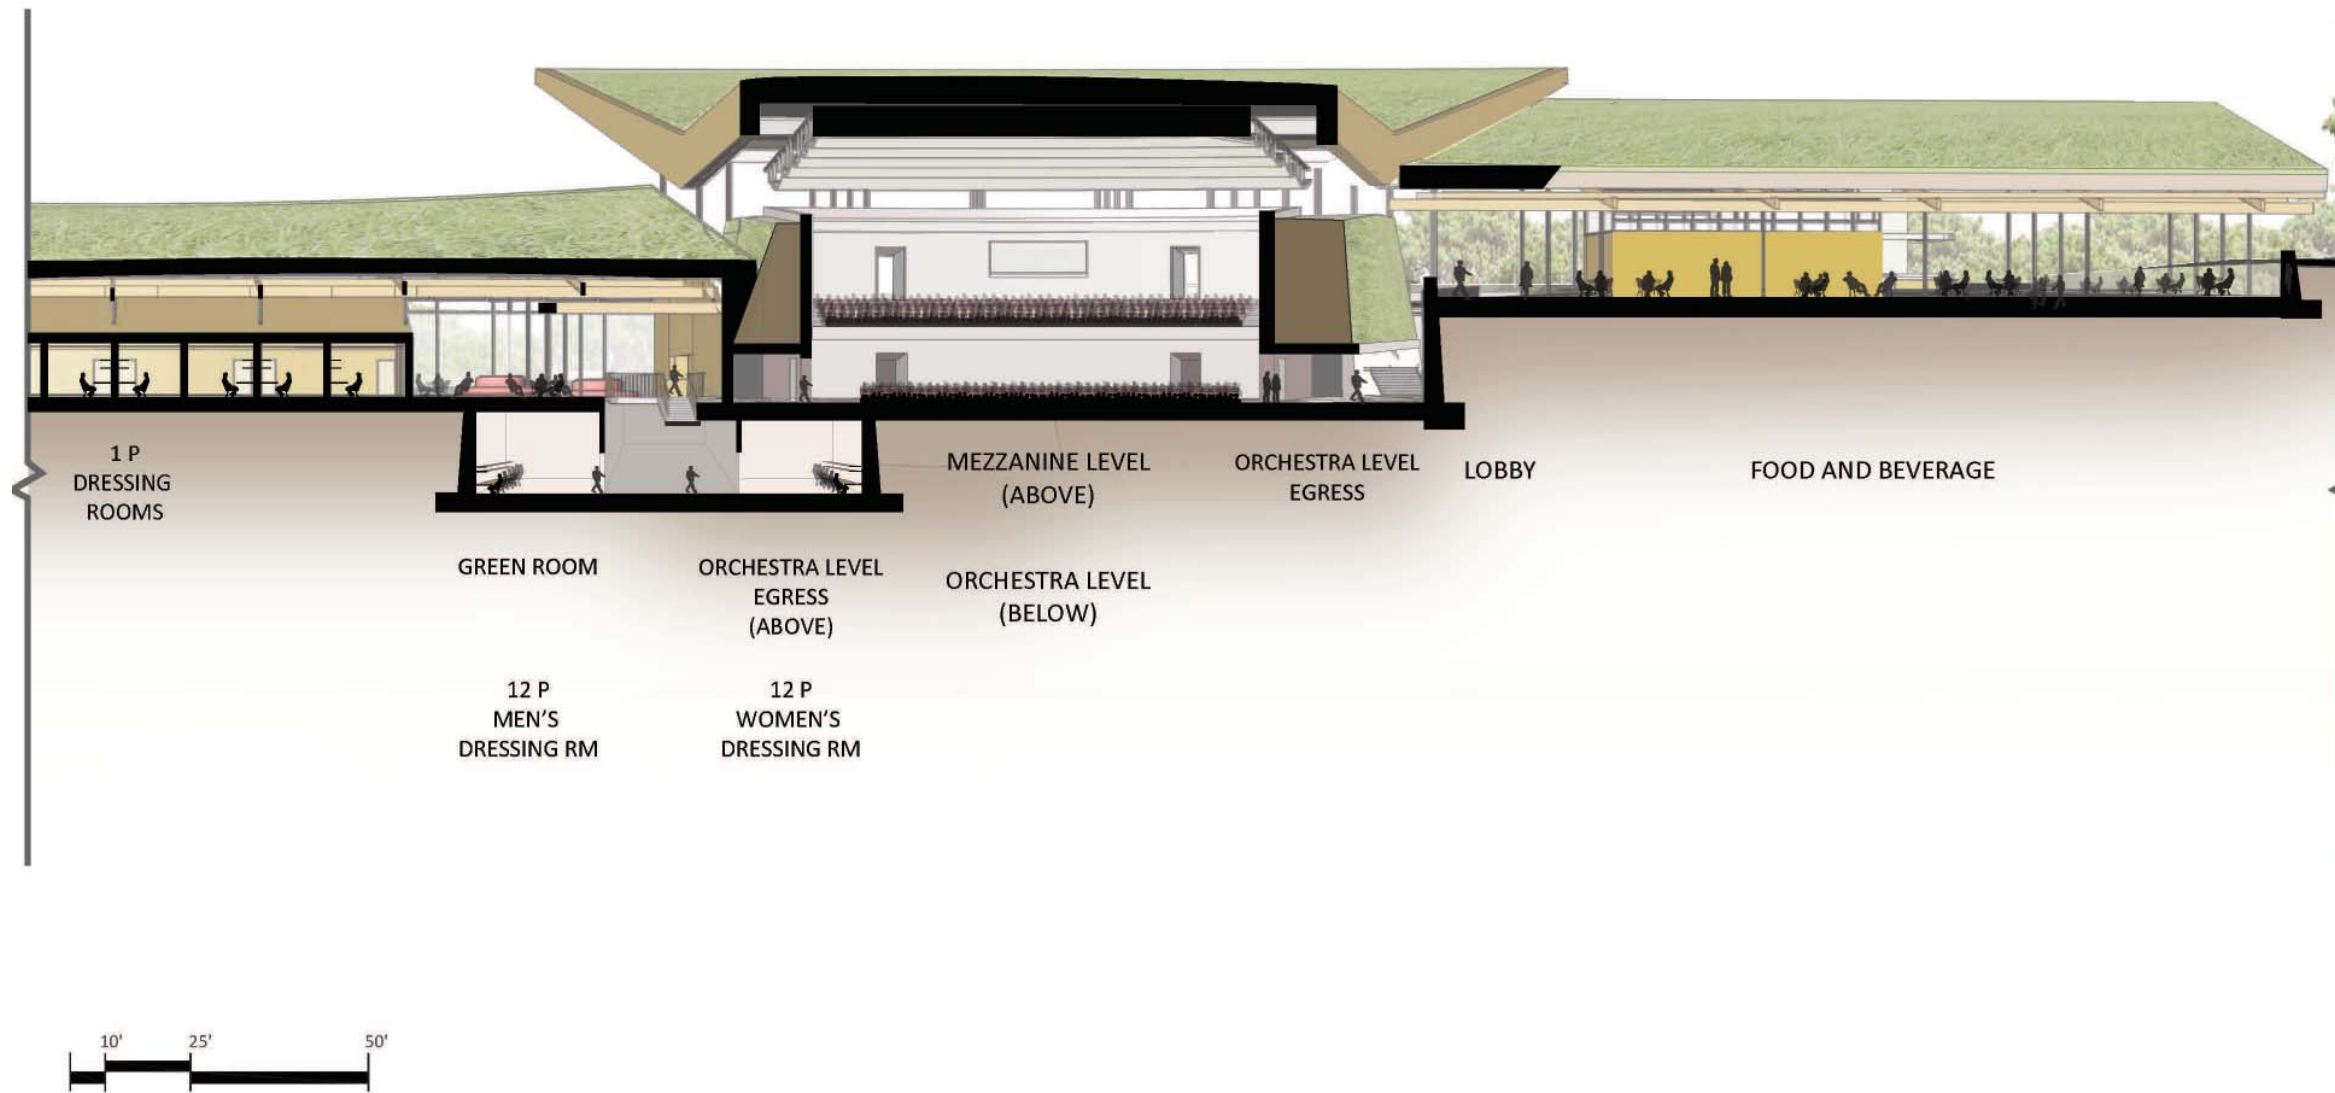 1 P
DRESSING
ROOMS
MEZZANINE LEVEL
(ABOVE)
ORCHESTRA LEVEL
EGRESS
LOBBY
FOOD AND BEVERAGE
GREEN ROOM
ORCHESTRA LEVEL
EGRESS
(ABOVE)
ORCHESTRA LEVEL
(BELOW)
12 P
MEN'S
DRESSING RM
12 P
WOMEN'S
DRESSING RM
10' 25' 50'